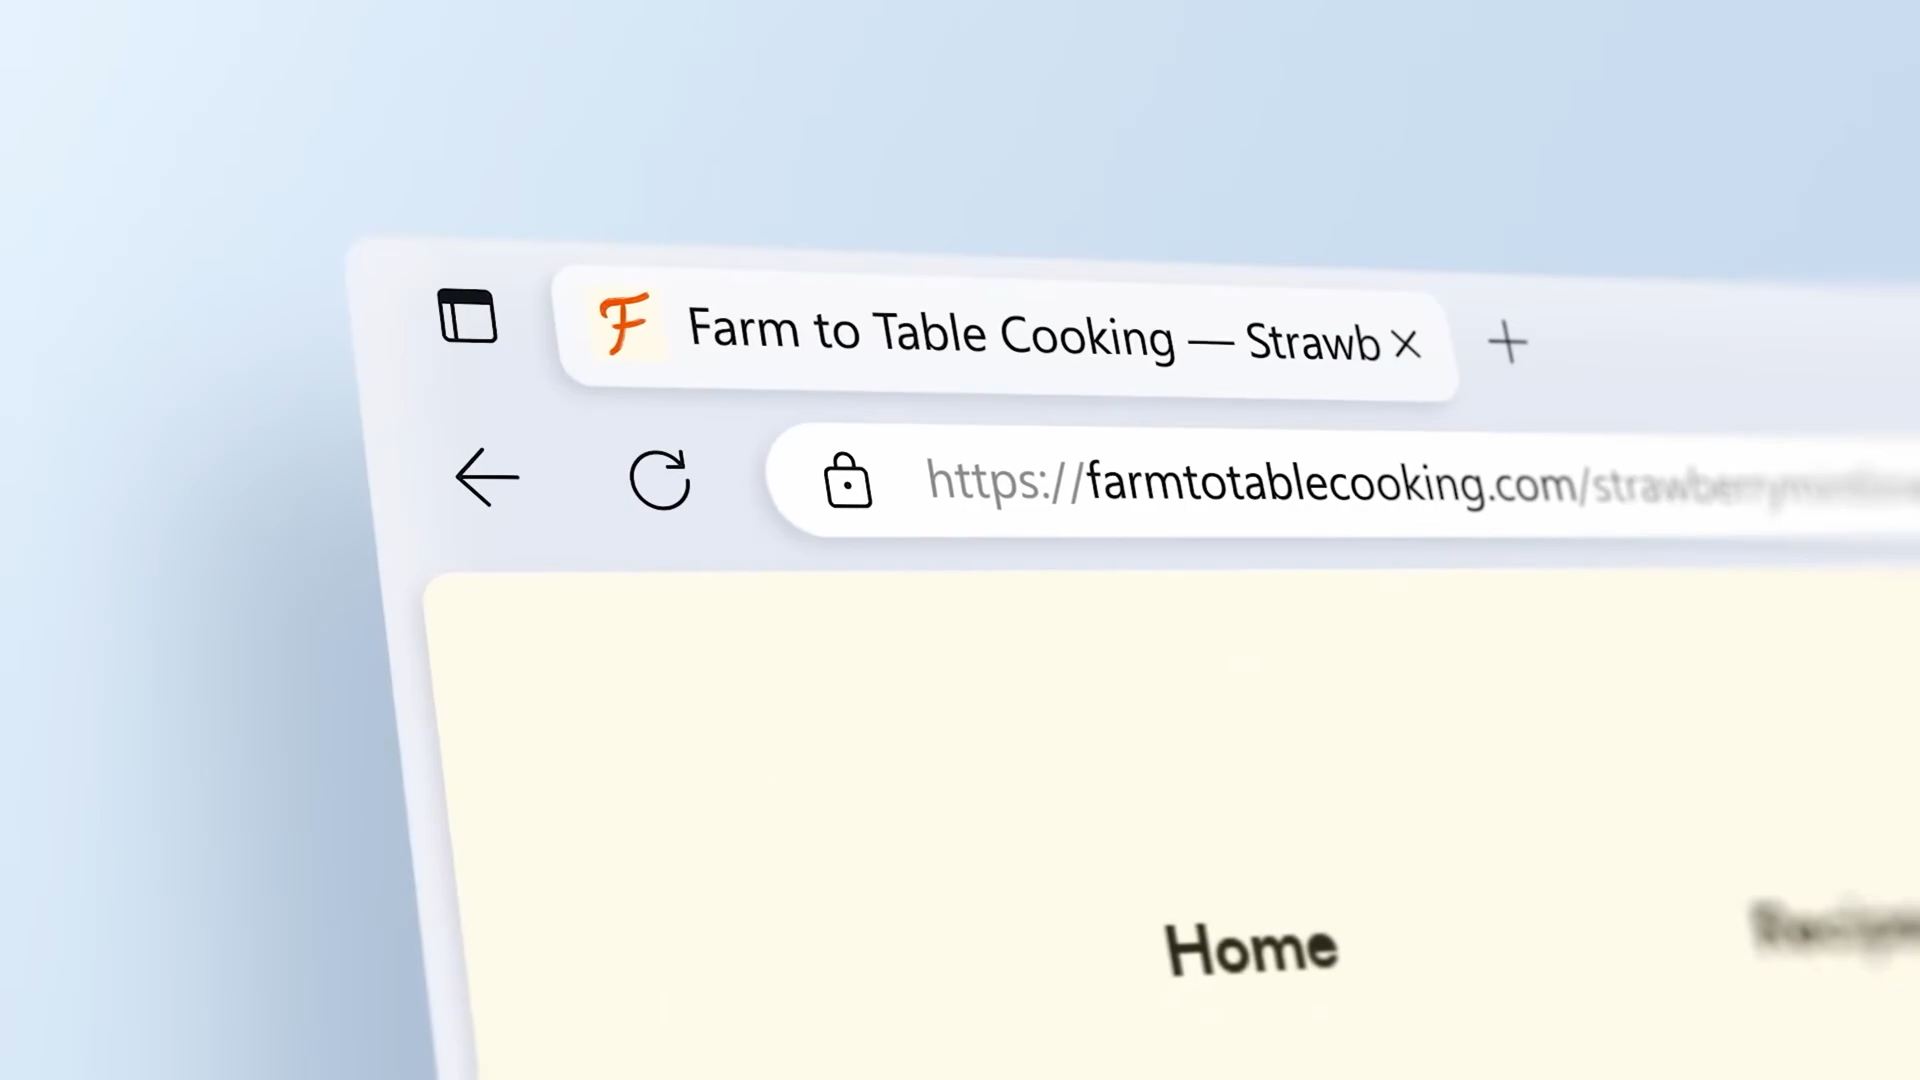 F Farm to Table Cooking — Strawb
https://farmtotablecooking.com/
Home